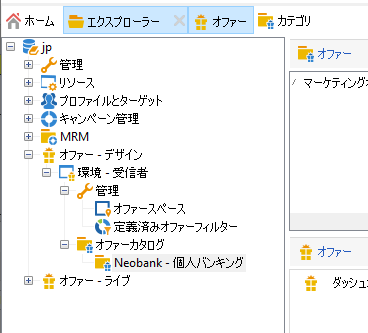 ホーム エクスプローラー オファー カテゴリ
jp
管理
リソース
プロファイルとターゲット
キャンペーン管理
MRM
オファー - デザイン
環境 - 受信者
管理
オファースペース
定義済みオファーフィルター
オファーカタログ
Neobank - 個人バンキング
オファー - ライブ
オファー
マーケティングオ
オファー
ダッシュ